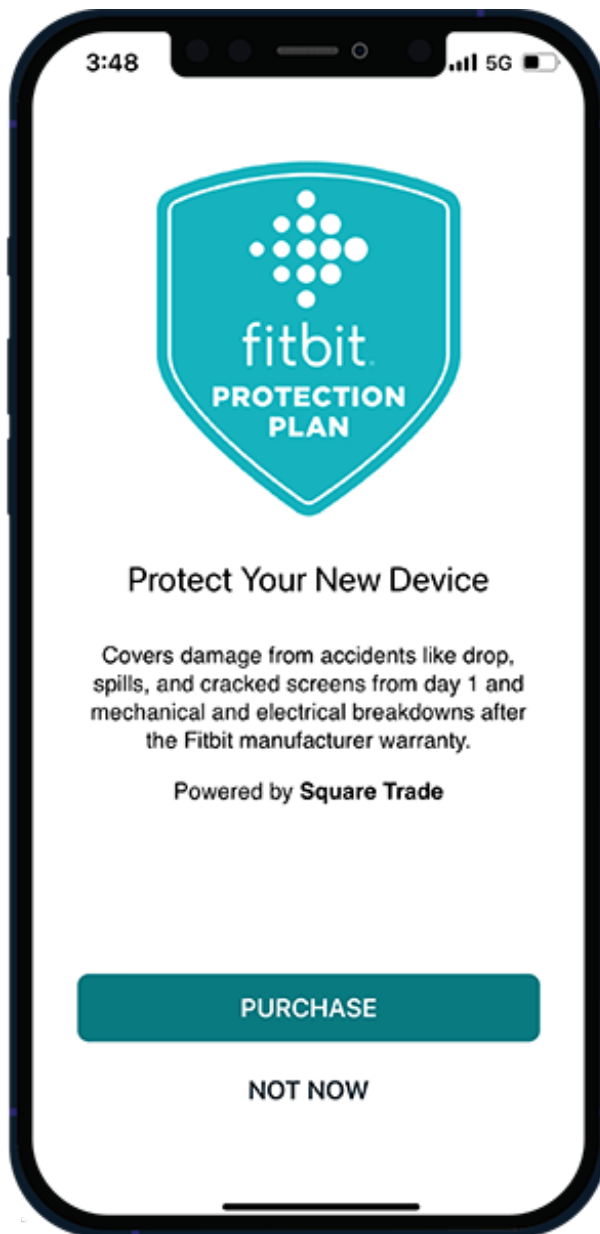 3:48
5G
fitbit.
PROTECTION
PLAN
Protect Your New Device
Covers damage from accidents like drop,
spills, and cracked screens from day 1 and
mechanical and electrical breakdowns after
the Fitbit manufacturer warranty.
Powered by Square Trade
PURCHASE
NOT NOW